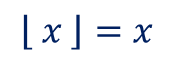 ⌊ x ⌋ = x